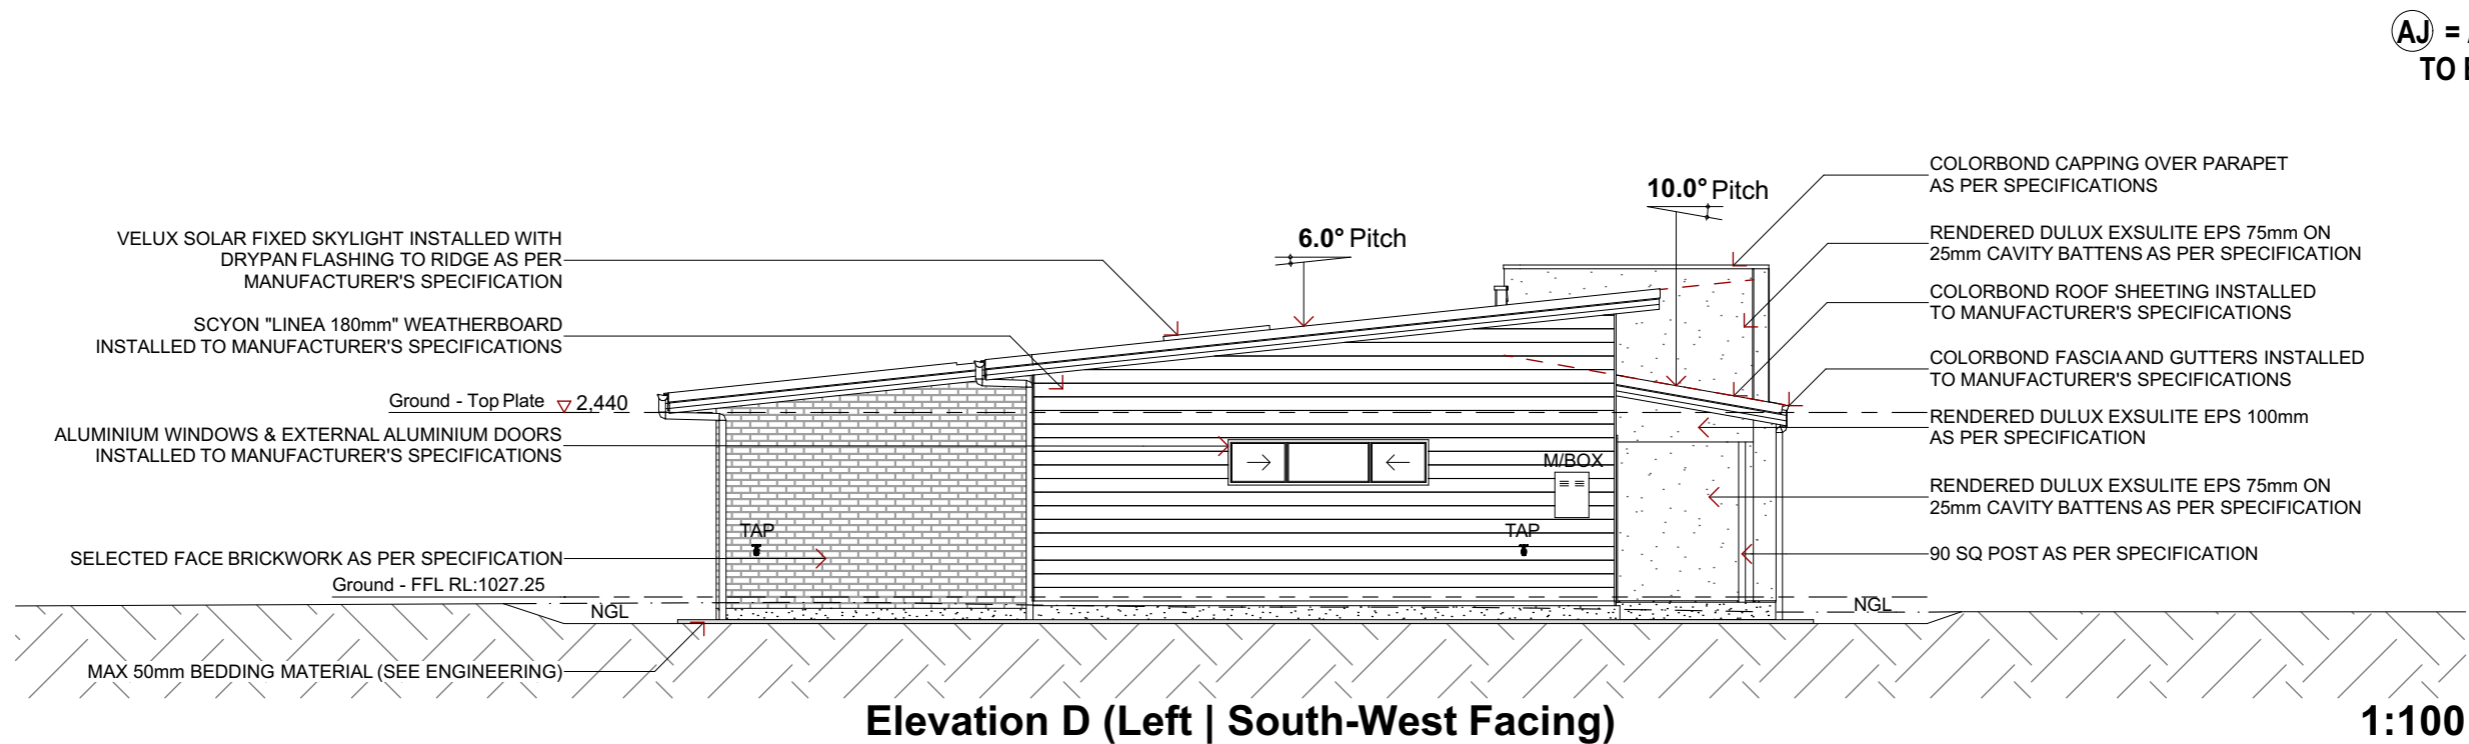 AJ = 
TO
COLORBOND CAPPING OVER PARAPET
AS PER SPECIFICATIONS
10.0° Pitch
6.0° Pitch
VELUX SOLAR FIXED SKYLIGHT INSTALLED WITH
DRYPAN FLASHING TO RIDGE AS PER
MANUFACTURER'S SPECIFICATION
RENDERED DULUX EXSULITE EPS 75mm ON
25mm CAVITY BATTENS AS PER SPECIFICATION
COLORBOND ROOF SHEETING INSTALLED
TO MANUFACTURER'S SPECIFICATIONS
SCYON "LINEA 180mm" WEATHERBOARD
INSTALLED TO MANUFACTURER'S SPECIFICATIONS
COLORBOND FASCIA AND GUTTERS INSTALLED
TO MANUFACTURER'S SPECIFICATIONS
Ground - Top Plate 2,440
RENDERED DULUX EXSULITE EPS 100mm
AS PER SPECIFICATION
ALUMINIUM WINDOWS & EXTERNAL ALUMINIUM DOORS
INSTALLED TO MANUFACTURER'S SPECIFICATIONS
M/BOX
RENDERED DULUX EXSULITE EPS 75mm ON
25mm CAVITY BATTENS AS PER SPECIFICATION
TAP
TAP
SELECTED FACE BRICKWORK AS PER SPECIFICATION
90 SQ POST AS PER SPECIFICATION
Ground - FFL RL:1027.25
NGL
NGL
MAX 50mm BEDDING MATERIAL (SEE ENGINEERING)
Elevation D (Left | South-West Facing)
1:100